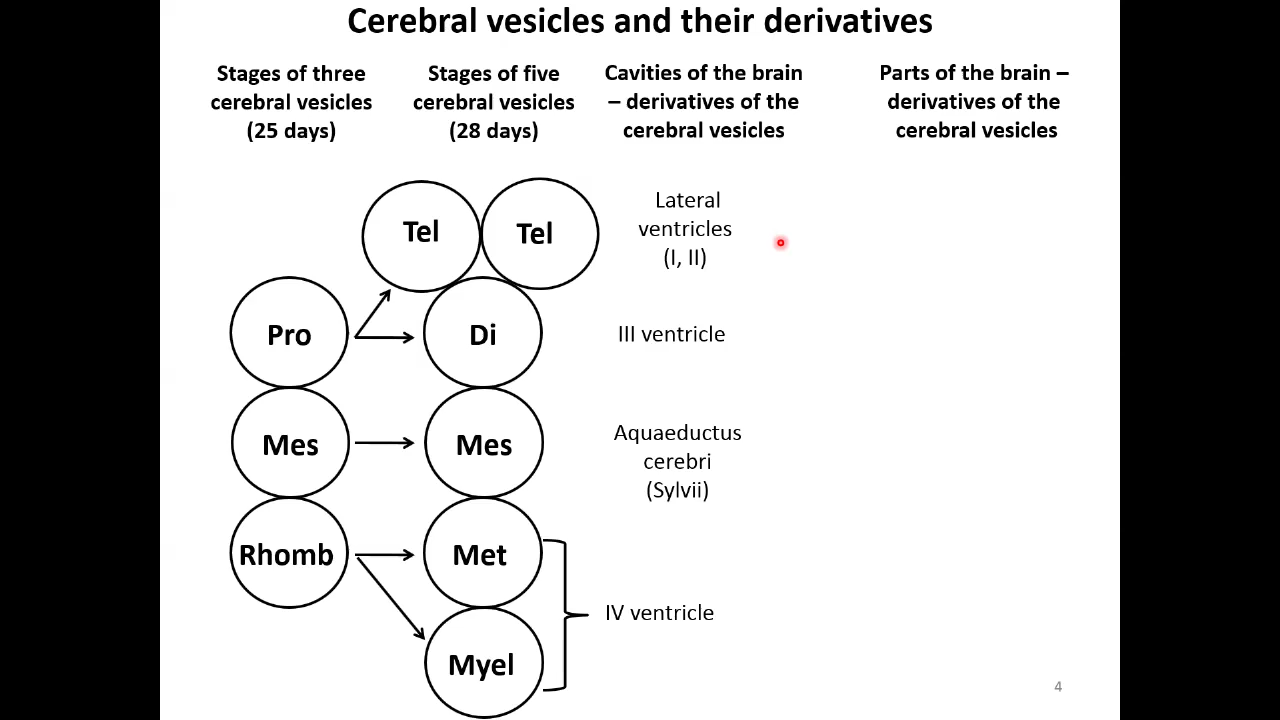 Cerebral vesicles and their derivatives
Stages of three
cerebral vesicles
(25 days)
Stages of five
cerebral vesicles
(28 days)
Cavities of the brain
– derivatives of the
cerebral vesicles
Parts of the brain –
derivatives of the
cerebral vesicles
Tel
Tel
Lateral
ventricles
(I, II)
Pro
Di
III ventricle
Mes
Mes
Aquaeductus
cerebri
(Sylvii)
Rhomb
Met
IV ventricle
Myel
4